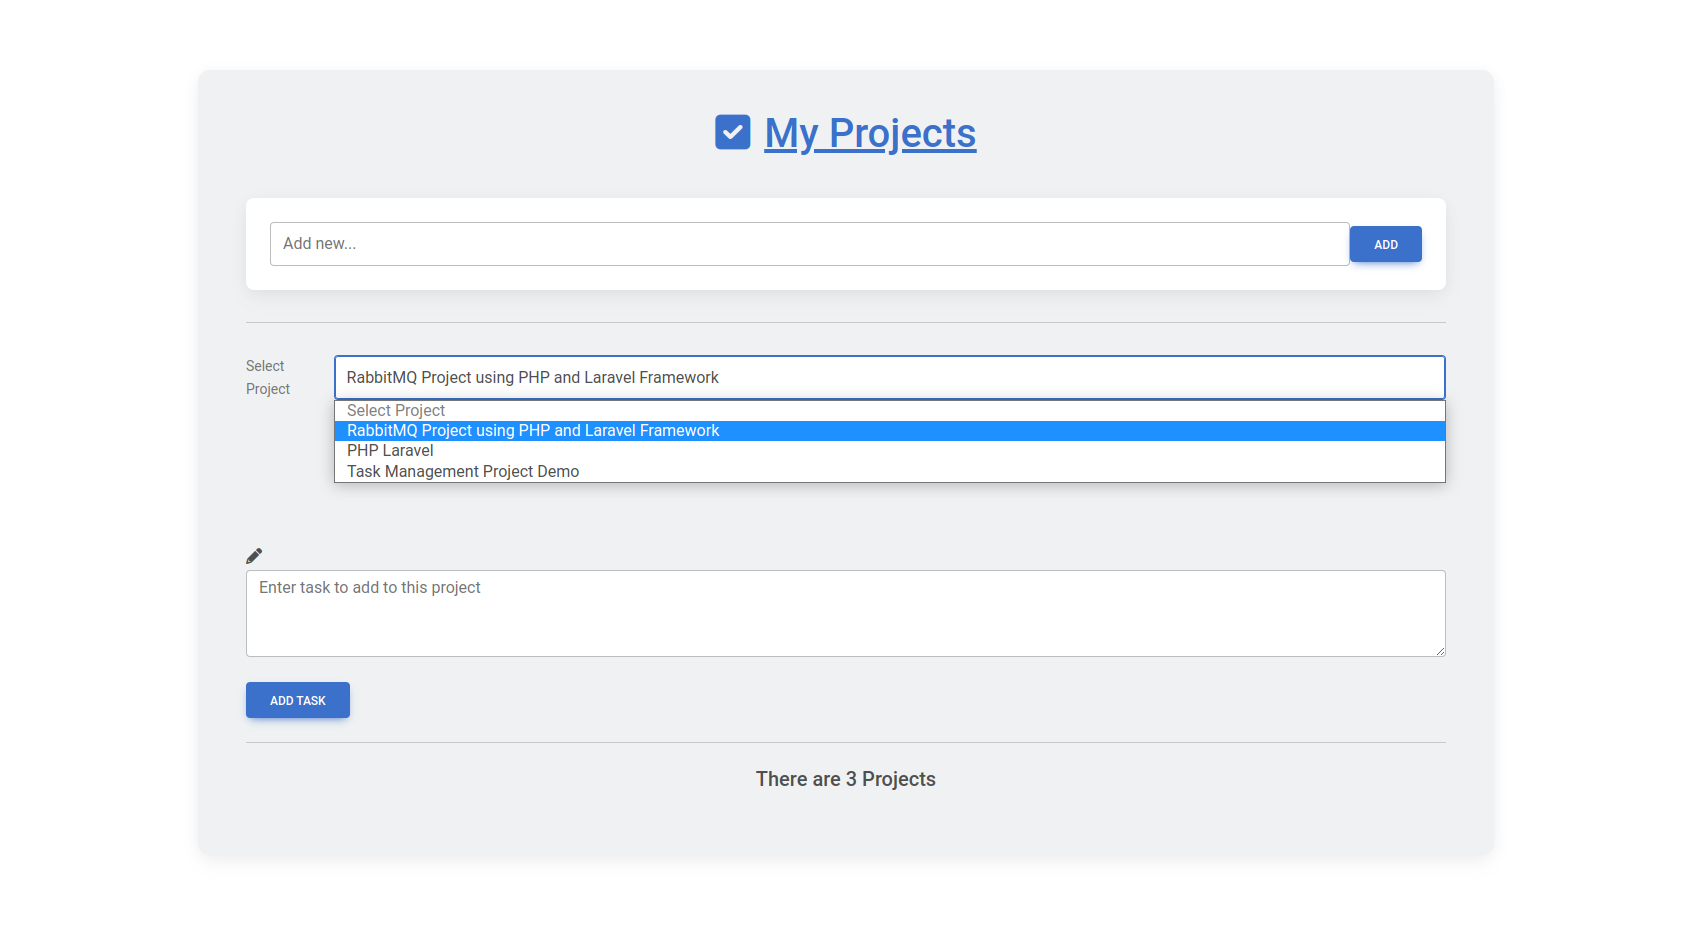 My Projects
Add new...
ADD
Select
Project
RabbitMQ Project using PHP and Laravel Framework
Select Project
RabbitMQ Project using PHP and Laravel Framework
PHP Laravel
Task Management Project Demo
Enter task to add to this project
ADD TASK
There are 3 Projects